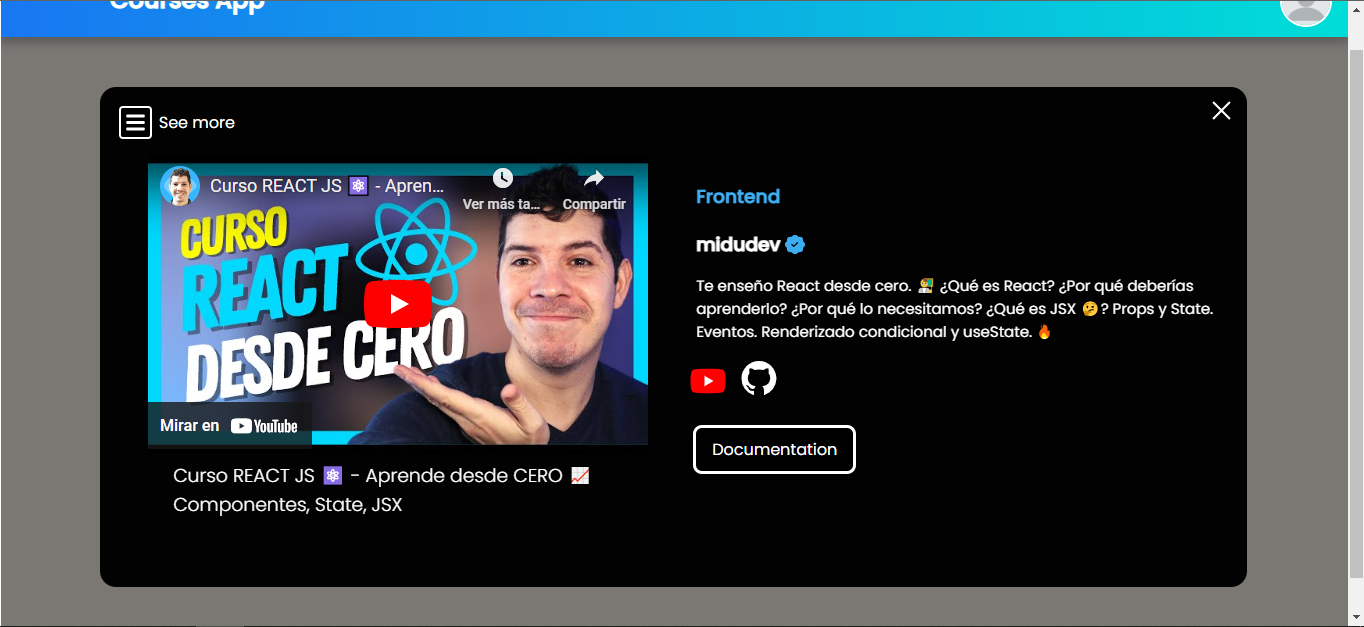 Courses App
See more
Curso REACT JS ⚛️ - Apren...
Ver más ta...
Compartir
CURSO
REACT
DESDE CERO
Mirar en YouTube
Curso REACT JS ⚛️ - Aprende desde CERO 📈
Componentes, State, JSX
Frontend
midudev
Te enseño React desde cero. 👨‍🏫 ¿Qué es React? ¿Por qué deberías
aprenderlo? ¿Por qué lo necesitamos? ¿Qué es JSX 🤔? Props y State.
Eventos. Renderizado condicional y useState. 🔥
Documentation